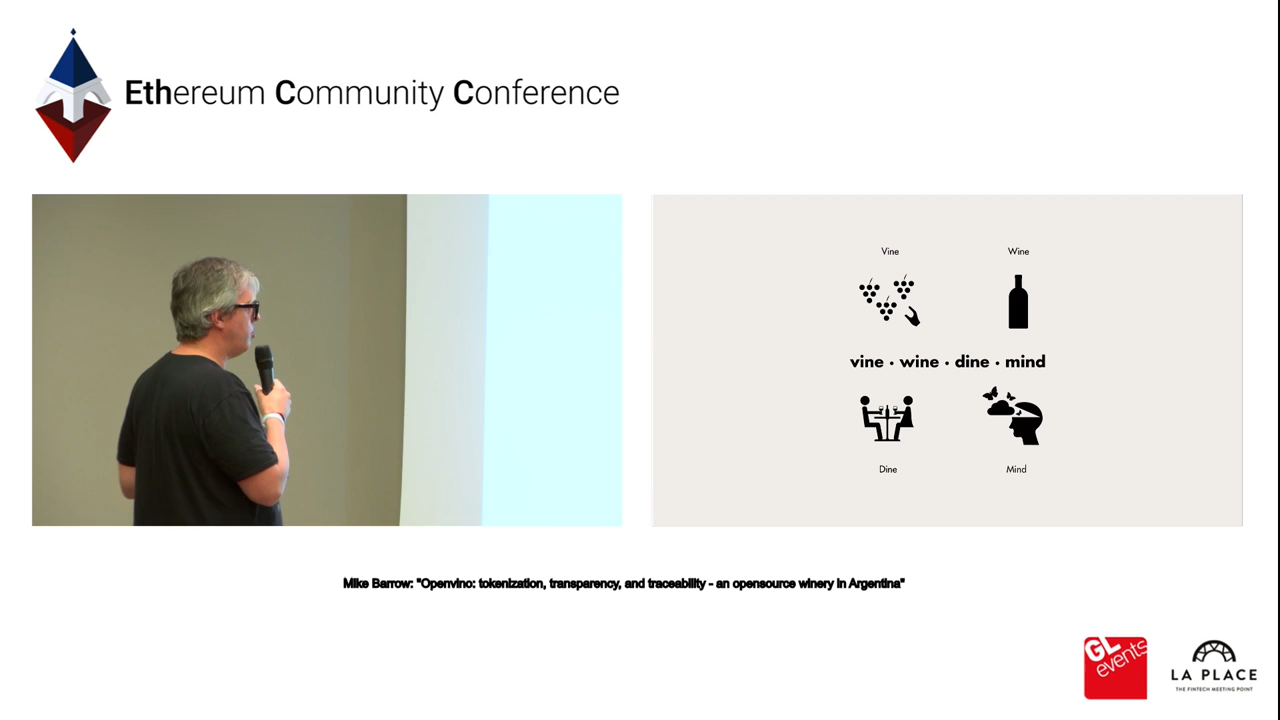 Ethereum Community Conference
Vine
Wine
vine · wine · dine · mind
Dine
Mind
Mike Barrow: "Openvino: tokenization, transparency, and traceability - an opensource winery in Argentina"
GL
events
LA PLACE
THE FINTECH MEETING POINT